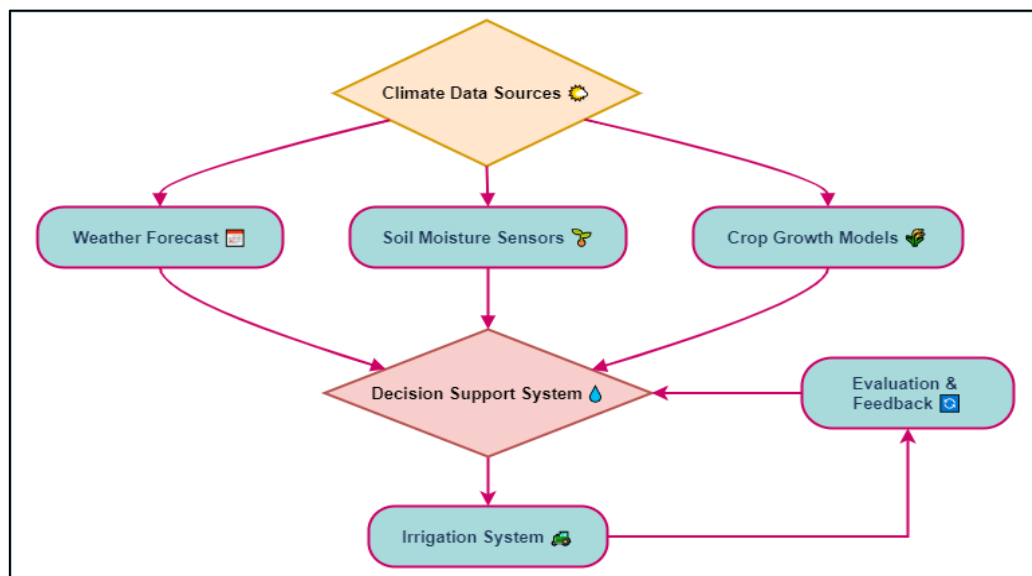 Climate Data Sources
Weather Forecast
Soil Moisture Sensors
Crop Growth Models
Decision Support System
Evaluation &
Feedback
Irrigation System